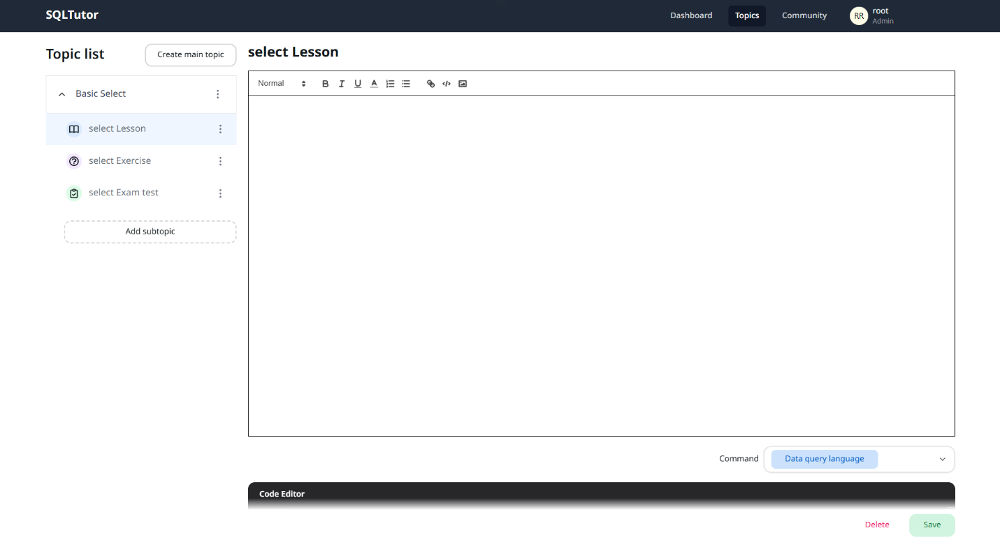 SQLTutor
Dashboard
Topics
Community
RR
root
Admin
Topic list
Create main topic
Basic Select
select Lesson
select Exercise
select Exam test
Add subtopic
select Lesson
Normal
Command
Data query language
Code Editor
Delete
Save